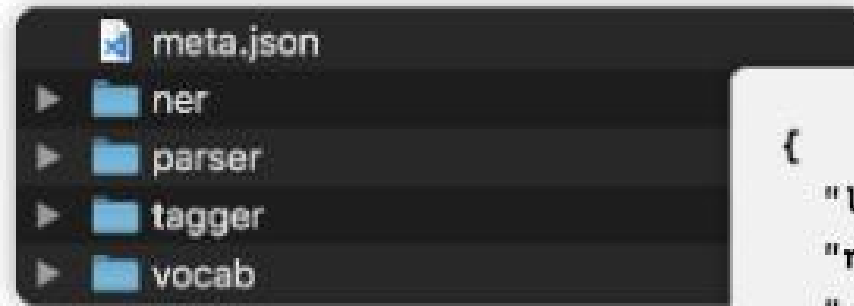 meta.json
ner
parser
tagger
vocab
{